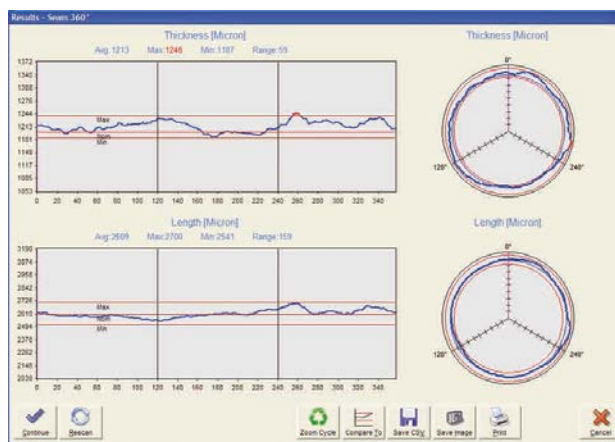 Results - Seam 360°
Thickness [Micron]
Avg:1213 Max:1246 Min:1187 Range:59
1372
1340
1308
1276
1244
1212
1181
1149
1117
1085
1053
Max
Nom
Min
0 20 40 60 80 100 120 140 160 180 200 220 240 260 280 300 320 340
Thickness [Micron]
0°
120°
240°
Length [Micron]
Avg:2609 Max:2700 Min:2541 Range:159
3190
3074
2958
2842
2726
2610
2494
2378
2262
2146
2030
Max
Nom
Min
0 20 40 60 80 100 120 140 160 180 200 220 240 260 280 300 320 340
Length [Micron]
0°
120°
240°
Continue
Rescan
Zoom Cycle
Compare To
Save CSV
Save Image
Print
Cancel